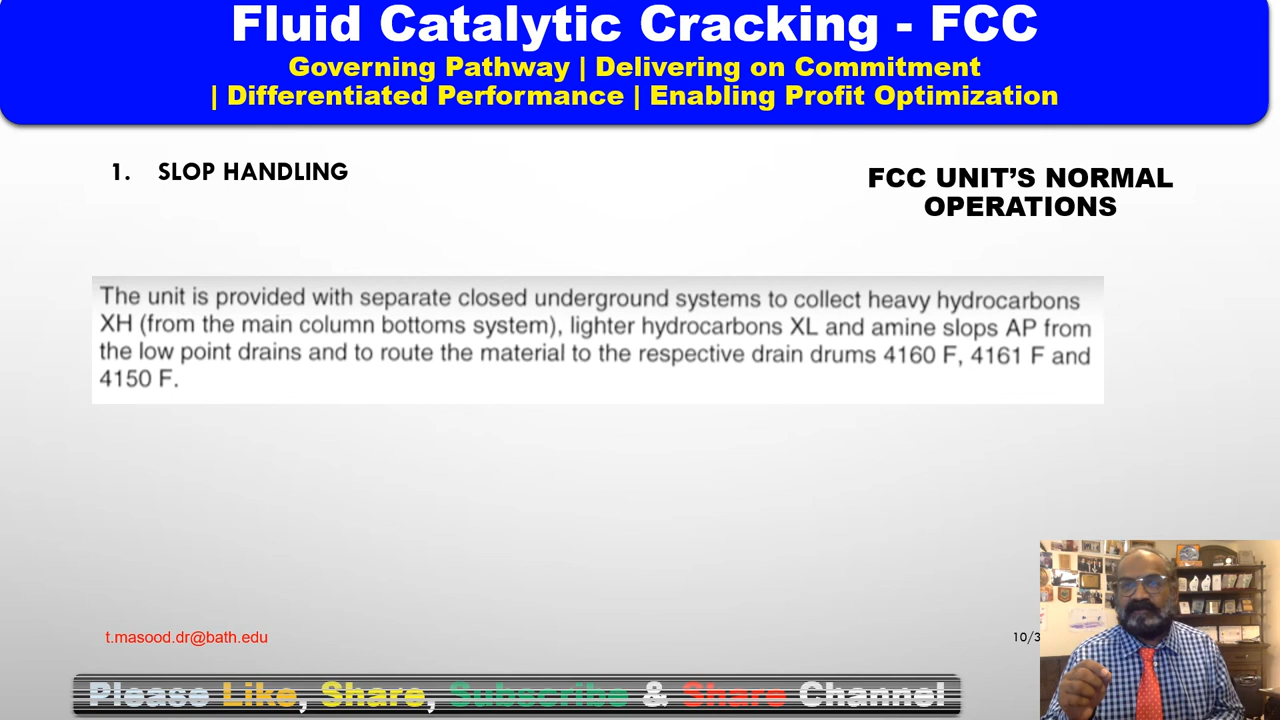 Fluid Catalytic Cracking - FCC
Governing Pathway | Delivering on Commitment
| Differentiated Performance | Enabling Profit Optimization
1. SLOP HANDLING
FCC UNIT’S NORMAL
OPERATIONS
The unit is provided with separate closed underground systems to collect heavy hydrocarbons
XH (from the main column bottoms system), lighter hydrocarbons XL and amine slops AP from
the low point drains and to route the material to the respective drain drums 4160 F, 4161 F and
4150 F.
t.masood.dr@bath.edu
10/3
Please Like, Share, Subscribe & Share Channel